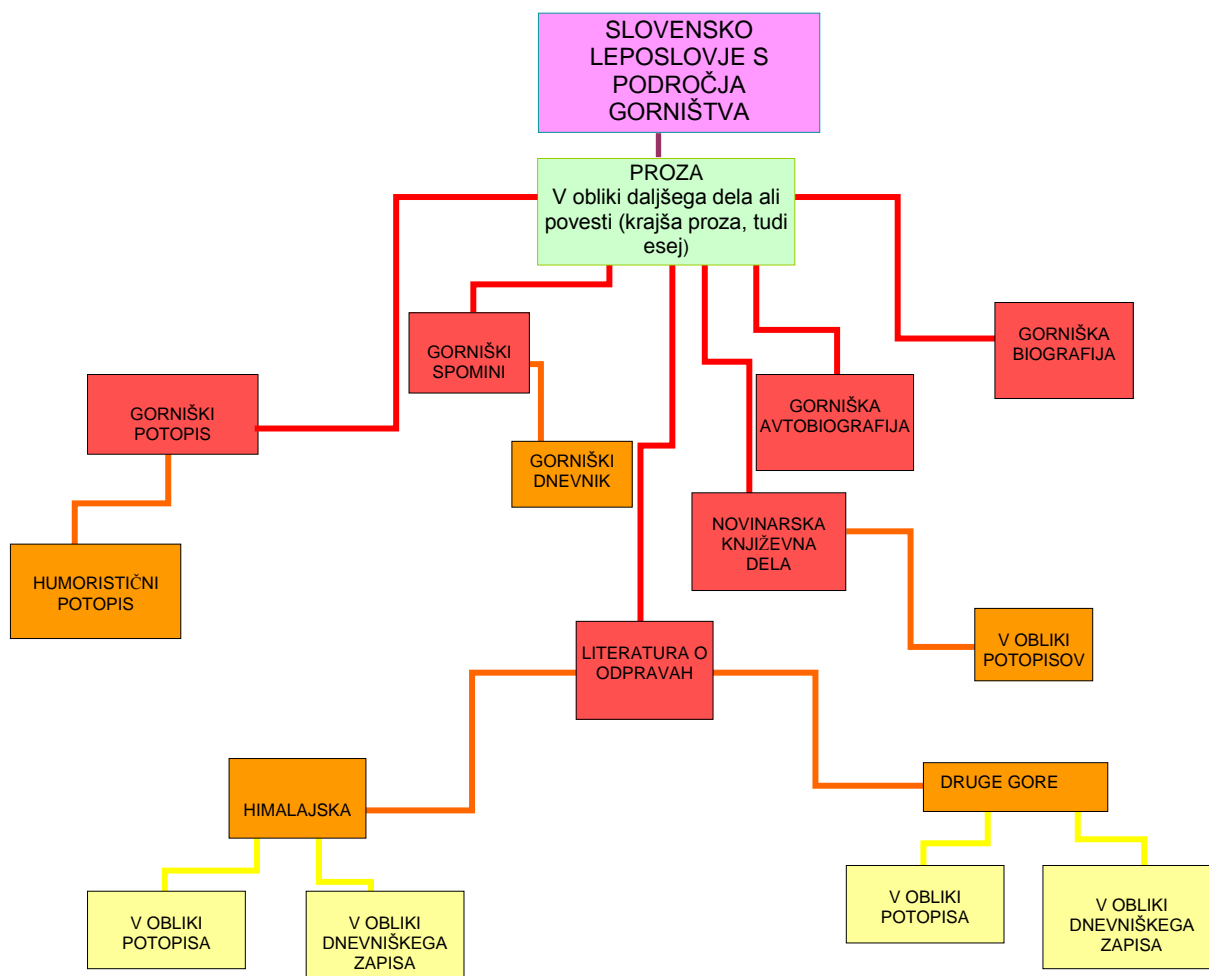 SLOVENSKO
LEPOSLOVJE S
PODROČJA
GORNIŠTVA
PROZA
V obliki daljšega dela ali
povesti (krajša proza, tudi
esej)
GORNIŠKI
POTOPIS
GORNIŠKI
SPOMINI
GORNIŠKA
AVTOBIOGRAFIJA
GORNIŠKA
BIOGRAFIJA
GORNIŠKI
DNEVNIK
NOVINARSKA
KNJIŽEVNA
DELA
HUMORISTIČNI
POTOPIS
LITERATURA O
ODPRAVAH
V OBLIKI
POTOPISOV
HIMALAJSKA
DRUGE GORE
V OBLIKI
POTOPISA
V OBLIKI
DNEVNIŠKEGA
ZAPISA
V OBLIKI
POTOPISA
V OBLIKI
DNEVNIŠKEGA
ZAPISA